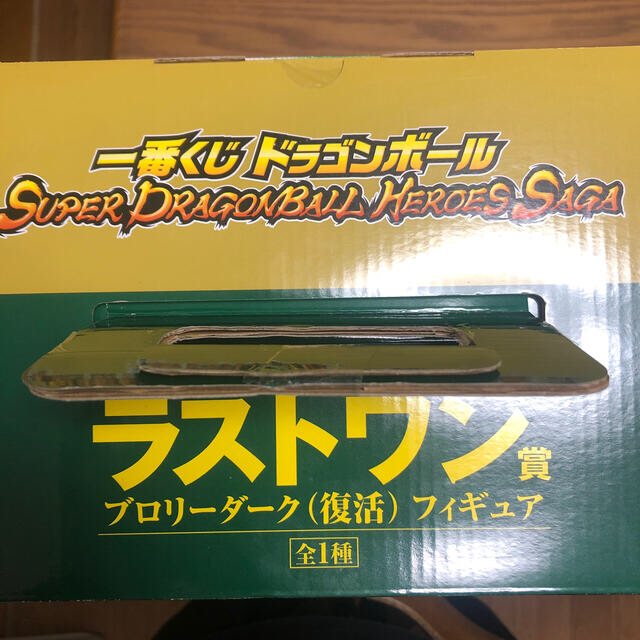 一番くじ ドラゴンボール
SUPER DRAGONBALL HEROES SAGA
ラストワン賞
ブロリーダーク(復活)フィギュア
全1種